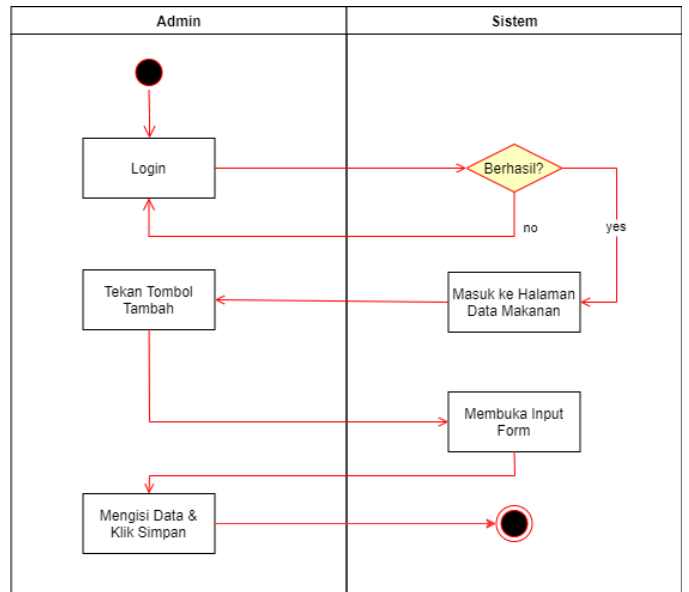 Admin
Sistem
Login
Berhasil?
no
yes
Tekan Tombol
Tambah
Masuk ke Halaman
Data Makanan
Membuka Input
Form
Mengisi Data &
Klik Simpan